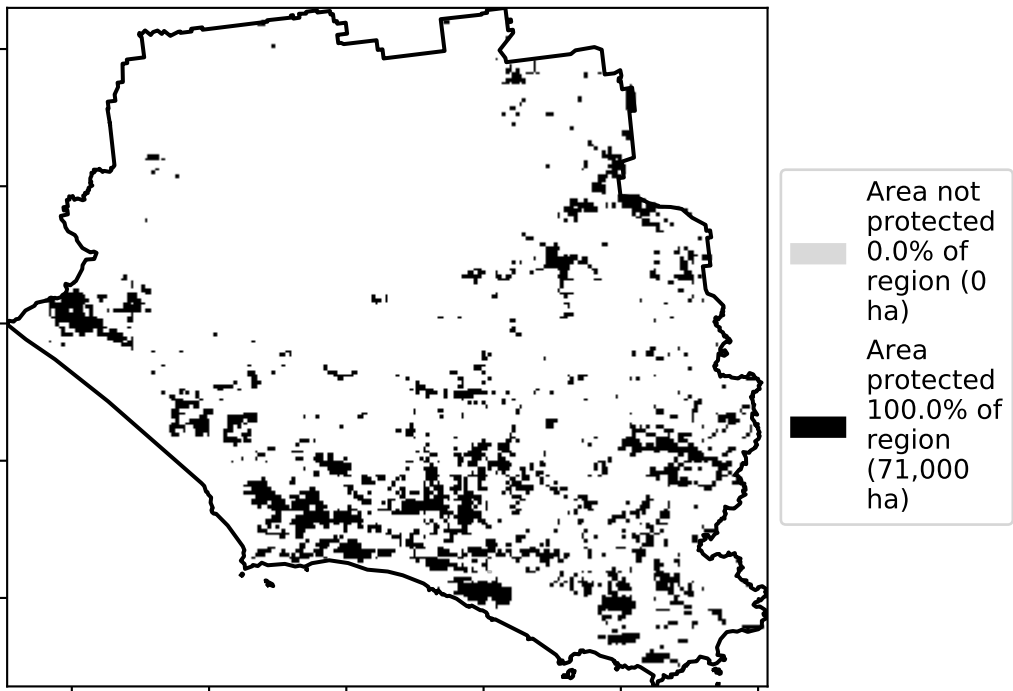 Area not
protected
0.0% of
region (0
ha)
Area
protected
100.0% of
region
(71,000
ha)